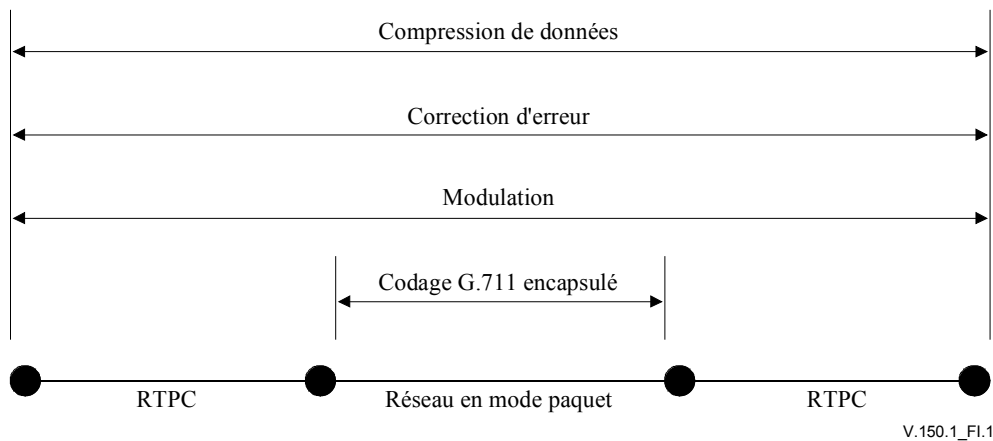 Compression de données
Correction d'erreur
Modulation
Codage G.711 encapsulé
RTPC
Réseau en mode paquet
RTPC
V.150.1_FI.1